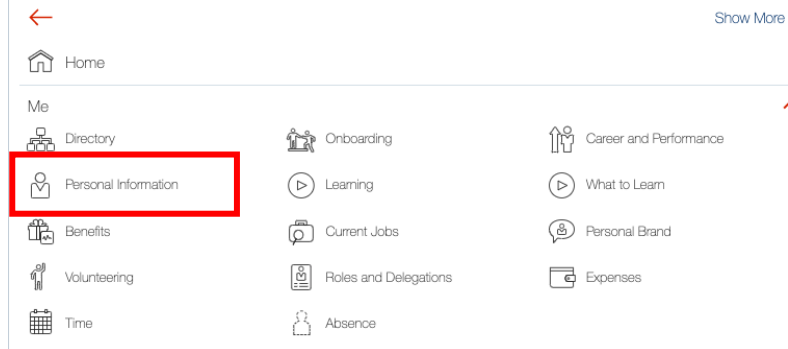 Show More
Home
Me
Directory Onboarding Career and Performance
Personal Information Learning What to Learn
Benefits Current Jobs Personal Brand
Volunteering Roles and Delegations Expenses
Time Absence